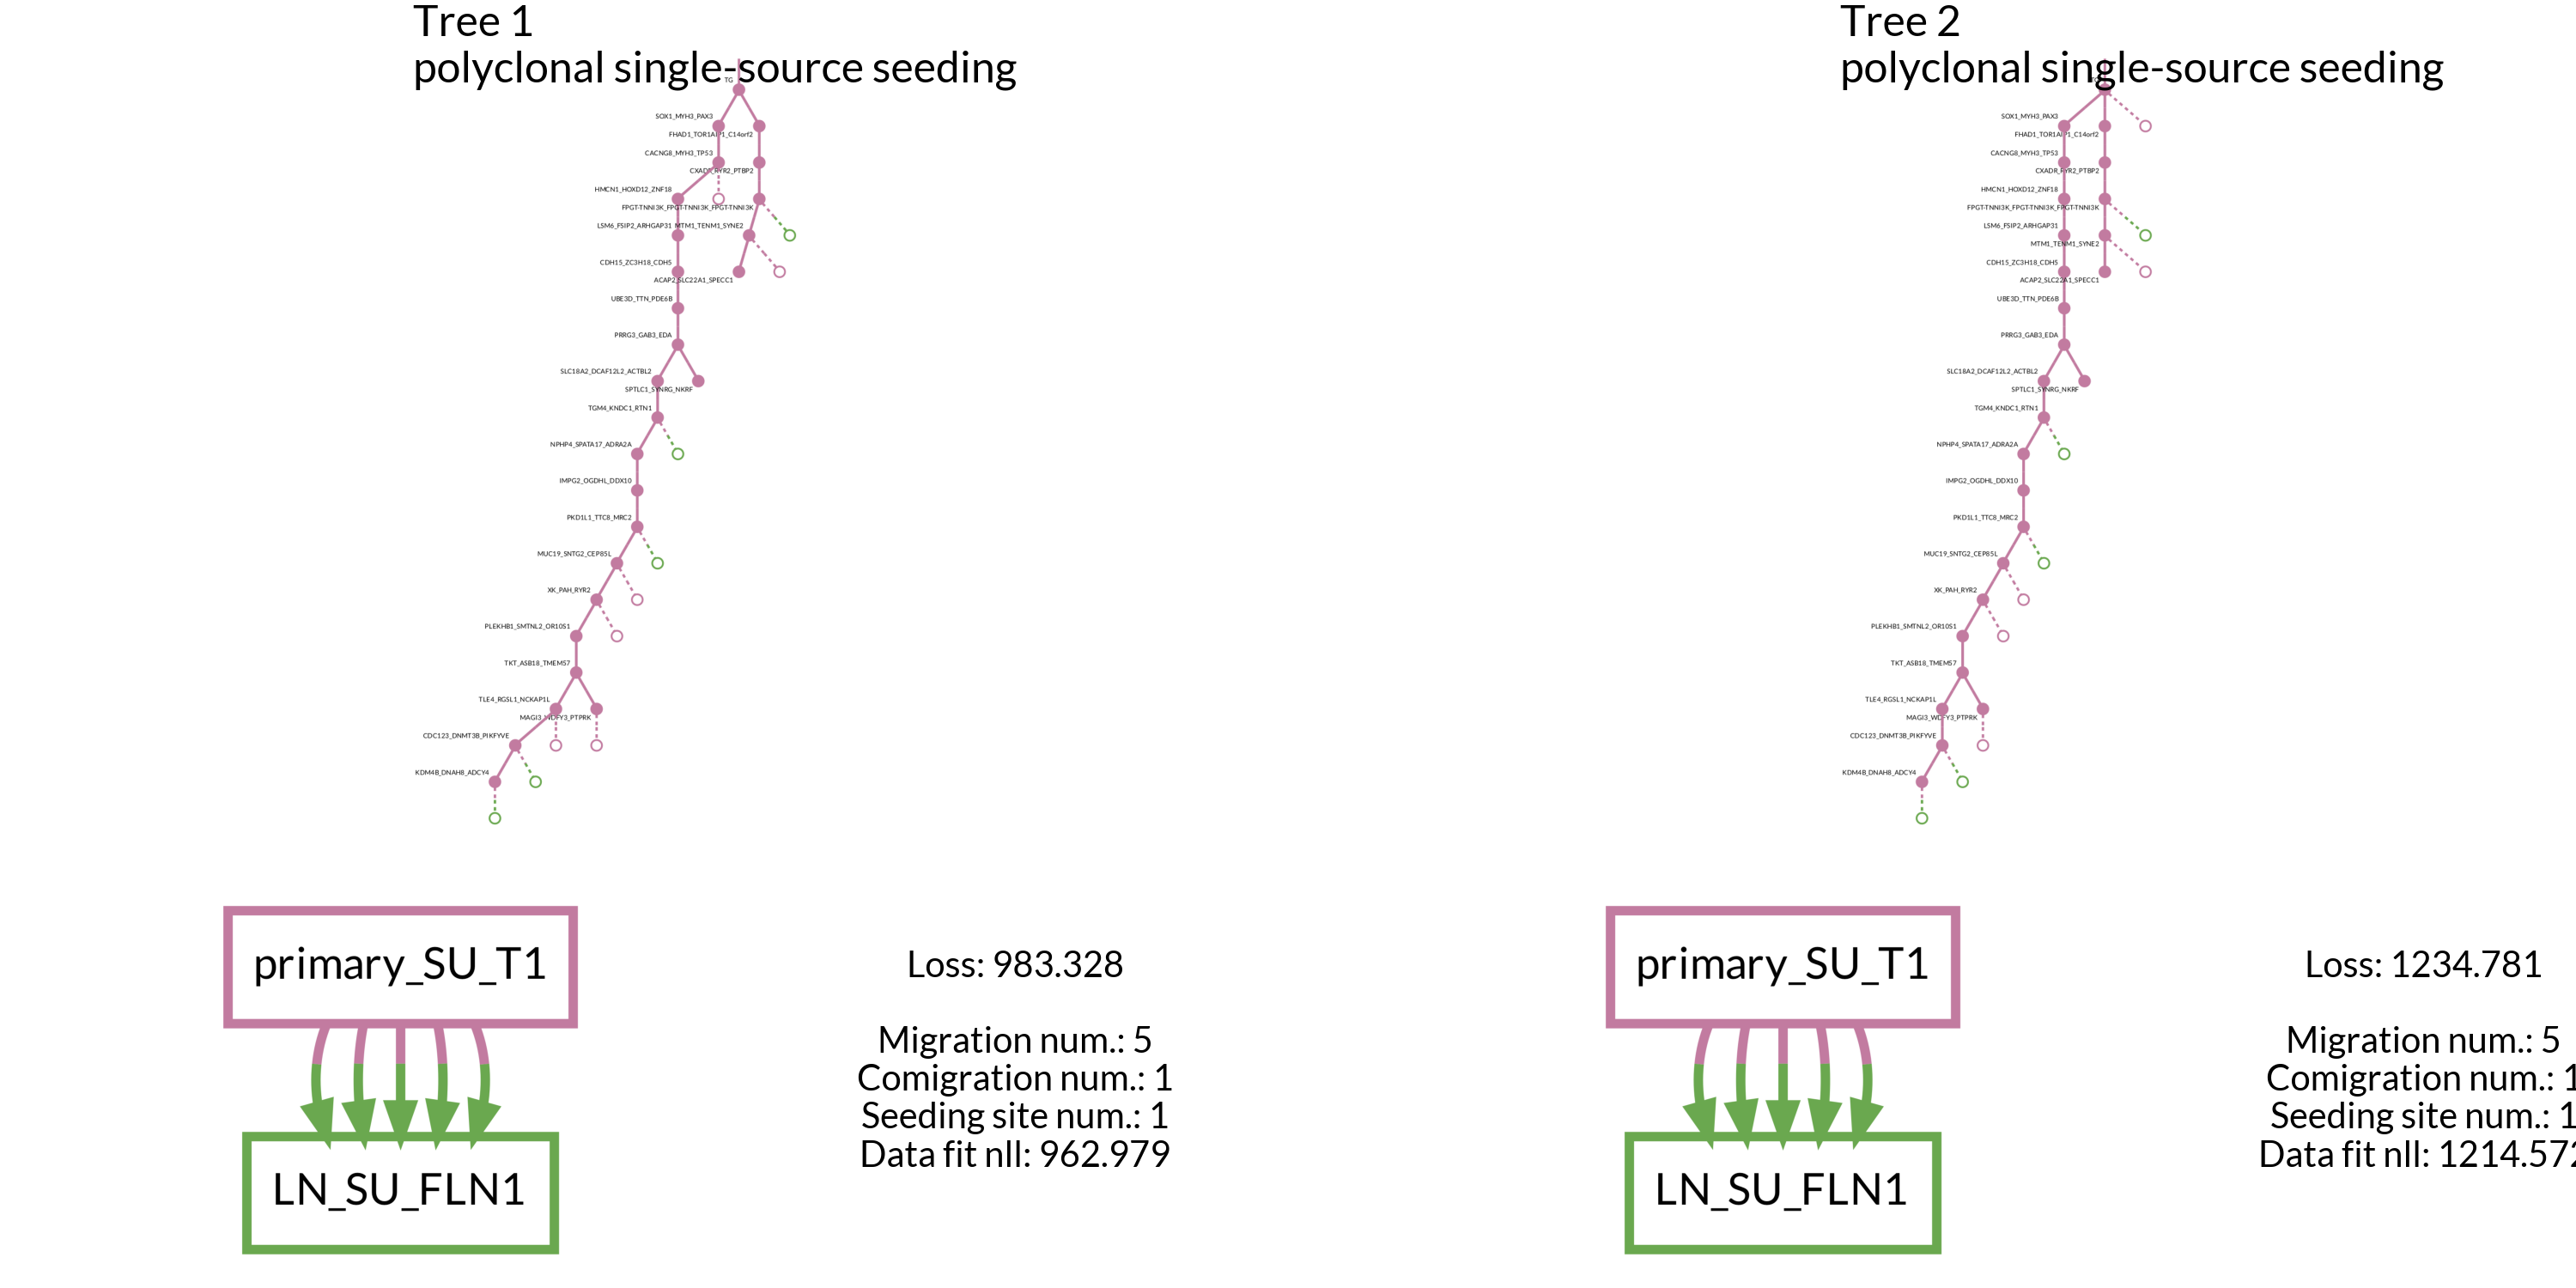 Tree 1
polyclonal single-source seeding
TG
SOX1_MYH3_PAX3
CACNG8_MYH3_TP53
HMCN1_HOXD12_ZNF18
FPGT-TNNI3K_FPGT-TNNI3K_FPGT-TNNI3K
LSM6_FSIP2_ARHGAP31
MTM1_TENM1_SYNE2
CDH15_ZC3H18_CDH5
ACAP2_SLC22A1_SPECC1
UBE3D_TTN_PDE6B
PRRG3_GAB3_EDA
SLC18A2_DCAF12L2_ACTBL2
SPTLC1_SYNRG_NKRF
TGM4_KNDC1_RTN1
NPHP4_SPATA17_ADRA2A
IMPG2_OGDHL_DDX10
PKD1L1_TTC8_MRC2
MUC19_SNTG2_CEP85L
XK_PAH_RYR2
PLEKHB1_SMTNL2_OR10S1
TKT_ASB18_TMEM57
TLE4_RGSL1_NCKAP1L
MAGI3_WDFY3_PTPRK
CDC123_DNMT3B_PIKFYVE
KDM4B_DNAH8_ADCY4
primary_SU_T1
LN_SU_FLN1
Loss: 983.328
Migration num.: 5
Comigration num.: 1
Seeding site num.: 1
Data fit nll: 962.979
Tree 2
polyclonal single-source seeding
SOX1_MYH3_PAX3
CACNG8_MYH3_TP53
CXADR_RYR2_PTBP2
HMCN1_HOXD12_ZNF18
FPGT-TNNI3K_FPGT-TNNI3K_FPGT-TNNI3K
LSM6_FSIP2_ARHGAP31
MTM1_TENM1_SYNE2
CDH15_ZC3H18_CDH5
ACAP2_SLC22A1_SPECC1
UBE3D_TTN_PDE6B
PRRG3_GAB3_EDA
SLC18A2_DCAF12L2_ACTBL2
SPTLC1_SYNRG_NKRF
TGM4_KNDC1_RTN1
NPHP4_SPATA17_ADRA2A
IMPG2_OGDHL_DDX10
PKD1L1_TTC8_MRC2
MUC19_SNTG2_CEP85L
XK_PAH_RYR2
PLEKHB1_SMTNL2_OR10S1
TKT_ASB18_TMEM57
TLE4_RGSL1_NCKAP1L
MAGI3_WDFY3_PTPRK
CDC123_DNMT3B_PIKFYVE
KDM4B_DNAH8_ADCY4
primary_SU_T1
LN_SU_FLN1
Loss: 1234.781
Migration num.: 5
Comigration num.: 1
Seeding site num.: 1
Data fit nll: 1214.572